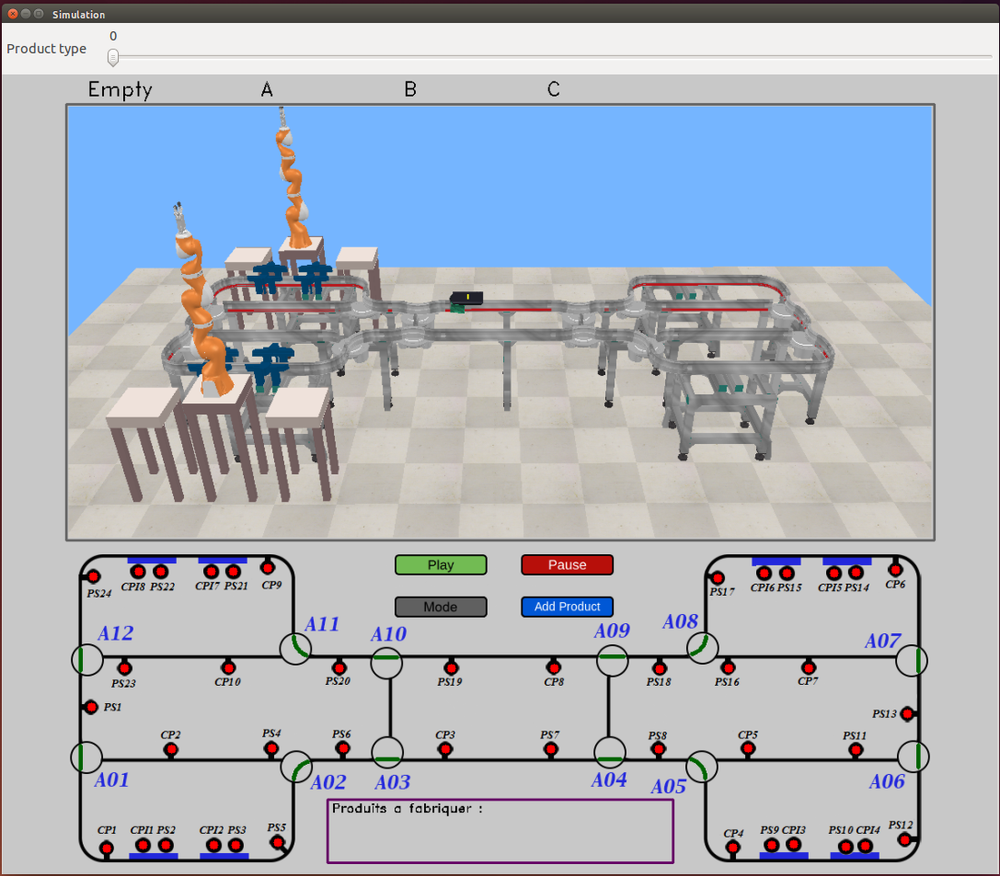 Simulation
Product type
0
Empty A B C
Play Pause
Mode Add Product
PS24 CPI8 PS22 CPI7 PS21 CP9
PS17 CPI6 PS15 CPI5 PS14 CP6
A12 A11 A10 A09 A08 A07
PS23 CP10 PS20 PS19 CP8 PS18 PS16 CP7
PS1 PS13
CP2 PS4 PS6 CP3 PS7 PS8 CP5 PS11
A01 A02 A03 A04 A05 A06
Produits a fabriquer :
CP1 CPI1 PS2 CPI2 PS3 PS5
CP4 PS9 CPI3 PS10 CPI4 PS12